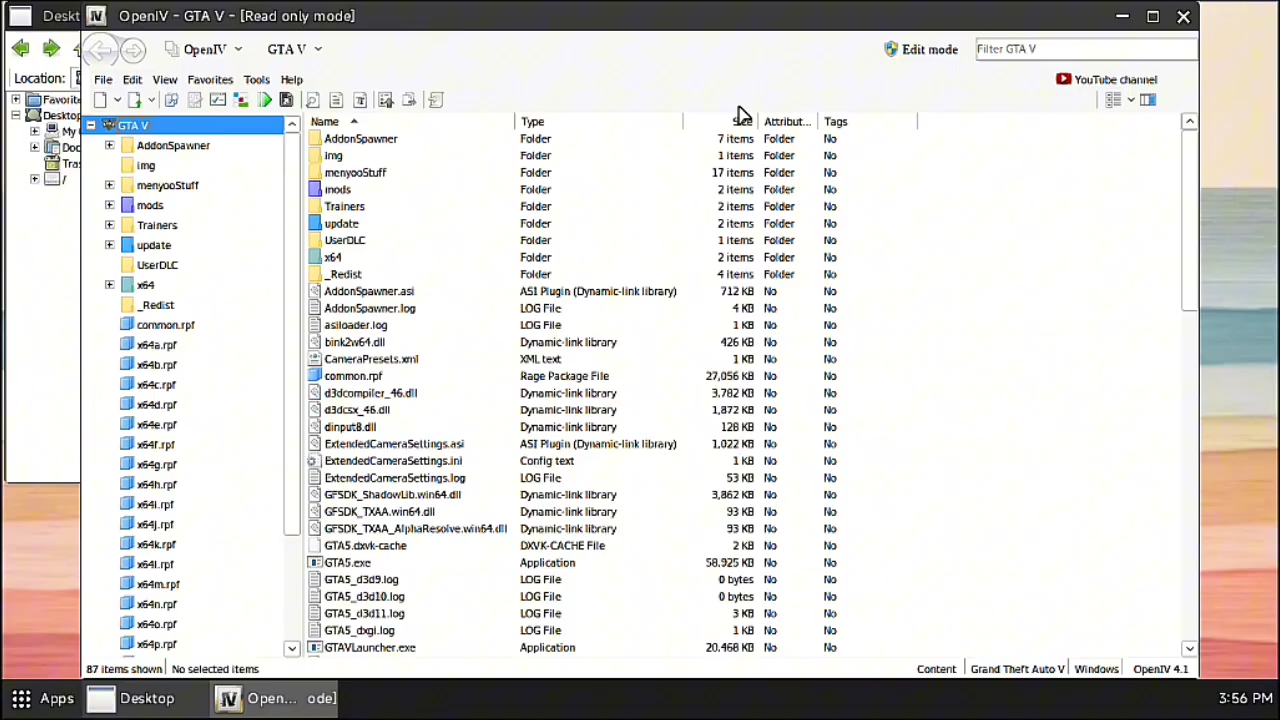 Deskt
OpenIV - GTA V - [Read only mode]
OpenIV GTA V Edit mode Filter GTA V
Location:
File Edit View Favorites Tools Help YouTube channel
Favorite
Desktop
My
Doc
Tras
/
GTA V
AddonSpawner
img
menyooStuff
mods
Trainers
update
UserDLC
x64
_Redist
common.rpf
x64a.rpf
x64b.rpf
x64c.rpf
x64d.rpf
x64e.rpf
x64f.rpf
x64g.rpf
x64h.rpf
x64i.rpf
x64j.rpf
x64k.rpf
x64l.rpf
x64m.rpf
x64n.rpf
x64o.rpf
x64p.rpf
Name Type Size Attribut... Tags
AddonSpawner Folder 7 items Folder No
img Folder 1 items Folder No
menyooStuff Folder 17 items Folder No
mods Folder 2 items Folder No
Trainers Folder 2 items Folder No
update Folder 2 items Folder No
UserDLC Folder 1 items Folder No
x64 Folder 2 items Folder No
_Redist Folder 4 items Folder No
AddonSpawner.asi ASI Plugin (Dynamic-link library) 712 KB No No
AddonSpawner.log LOG File 4 KB No No
asiloader.log LOG File 1 KB No No
bink2w64.dll Dynamic-link library 426 KB No No
CameraPresets.xml XML text 1 KB No No
common.rpf Rage Package File 27,056 KB No No
d3dcompiler_46.dll Dynamic-link library 3,782 KB No No
d3dcsx_46.dll Dynamic-link library 1,872 KB No No
dinput8.dll Dynamic-link library 128 KB No No
ExtendedCameraSettings.asi ASI Plugin (Dynamic-link library) 1,022 KB No No
ExtendedCameraSettings.ini Config text 1 KB No No
ExtendedCameraSettings.log LOG File 53 KB No No
GFSDK_ShadowLib.win64.dll Dynamic-link library 3,862 KB No No
GFSDK_TXAA.win64.dll Dynamic-link library 93 KB No No
GFSDK_TXAA_AlphaResolve.win64.dll Dynamic-link library 93 KB No No
GTA5.dxvk-cache DXVK-CACHE File 2 KB No No
GTA5.exe Application 58,925 KB No No
GTA5_d3d9.log LOG File 0 bytes No No
GTA5_d3d10.log LOG File 0 bytes No No
GTA5_d3d11.log LOG File 3 KB No No
GTA5_dxgi.log LOG File 1 KB No No
GTAVLauncher.exe Application 20,468 KB No No
87 items shown No selected items Content Grand Theft Auto V Windows OpenIV 4.1
Apps Desktop Open... ode] 3:56 PM